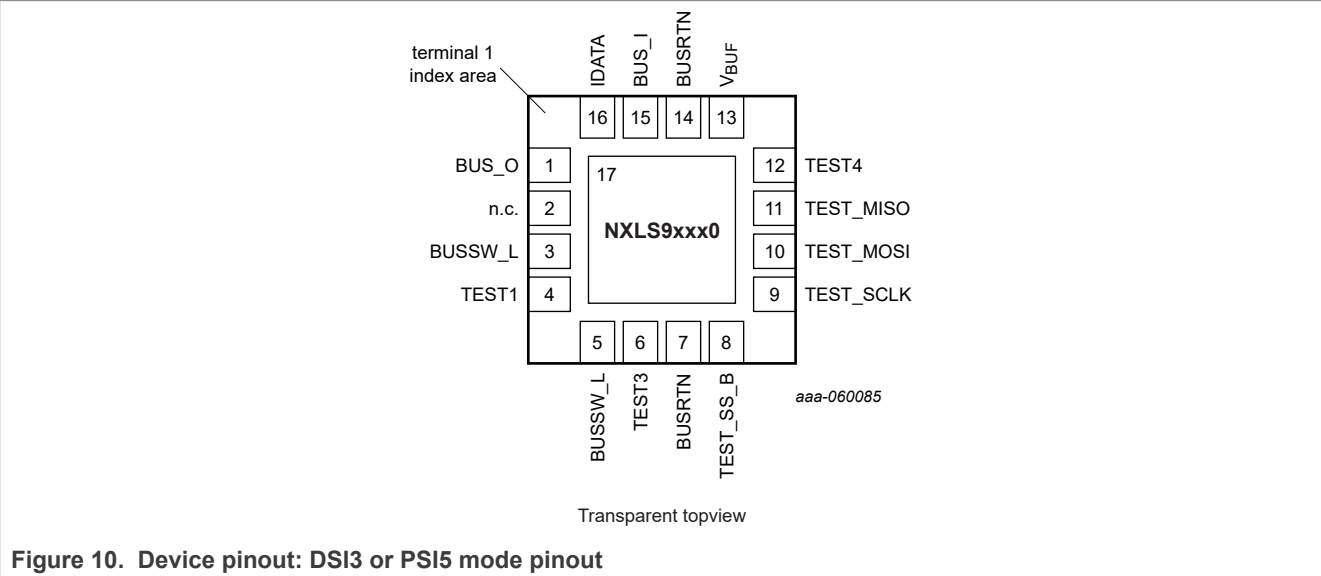 terminal 1
index area
IDATA
BUS_I
BUSRTN
VBUF
16 15 14 13
BUS_O 1
n.c. 2
BUSSW_L 3
TEST1 4
17
NXLS9xxx0
12 TEST4
11 TEST_MISO
10 TEST_MOSI
9 TEST_SCLK
5 6 7 8
BUSSW_L
TEST3
BUSRTN
TEST_SS_B
aaa-060085
Transparent topview
Figure 10. Device pinout: DSI3 or PSI5 mode pinout